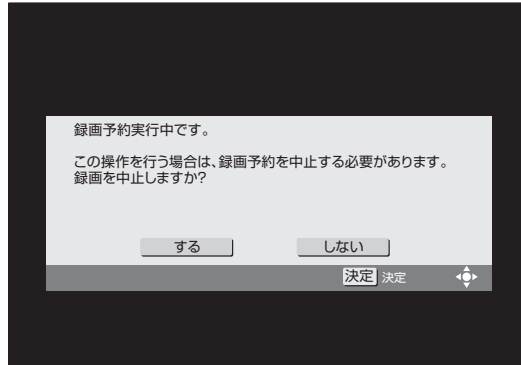 録画予約実行中です。
この操作を行う場合は、録画予約を中止する必要があります。
録画を中止しますか?
する しない
決定 決定